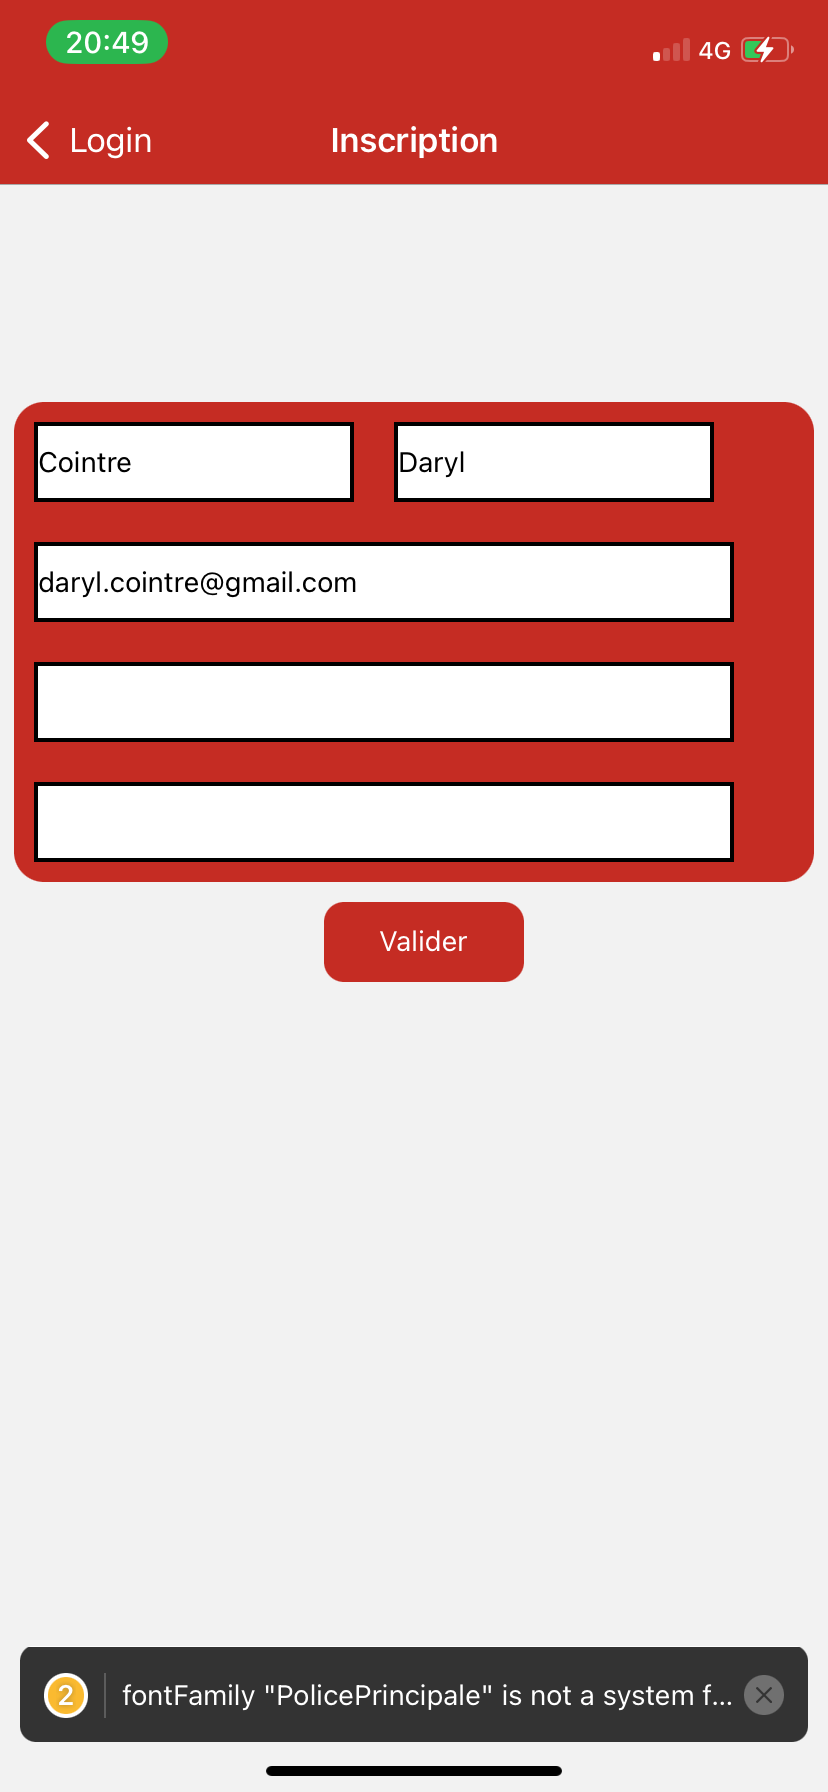 20:49
4G
Login
Inscription
Cointre
Daryl
daryl.cointre@gmail.com
Valider
2
fontFamily "PolicePrincipale" is not a system f...